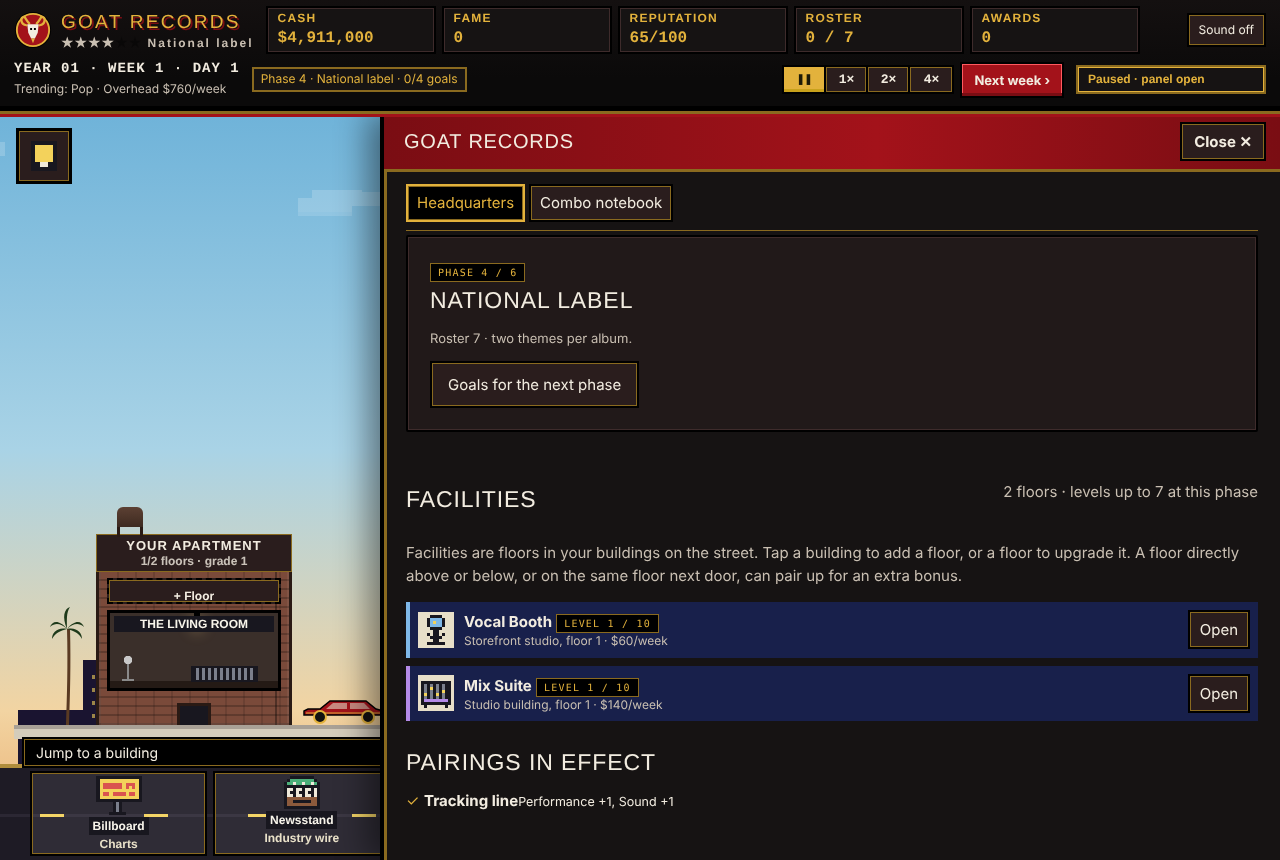 GOAT RECORDS
★★★★★★ National label
CASH
$4,911,000
FAME
0
REPUTATION
65/100
ROSTER
0 / 7
AWARDS
0
Sound off
YEAR 01 · WEEK 1 · DAY 1
Trending: Pop · Overhead $760/week
Phase 4 · National label · 0/4 goals
❚❚
1×
2×
4×
Next week ›
Paused · panel open
GOAT RECORDS
Close ✕
Headquarters
Combo notebook
PHASE 4 / 6
NATIONAL LABEL
Roster 7 · two themes per album.
Goals for the next phase
FACILITIES
2 floors · levels up to 7 at this phase
Facilities are floors in your buildings on the street. Tap a building to add a floor, or a floor to upgrade it. A floor directly
above or below, or on the same floor next door, can pair up for an extra bonus.
Vocal Booth LEVEL 1 / 10
Storefront studio, floor 1 · $60/week
Open
Mix Suite LEVEL 1 / 10
Studio building, floor 1 · $140/week
Open
PAIRINGS IN EFFECT
✓ Tracking linePerformance +1, Sound +1
YOUR APARTMENT
1/2 floors · grade 1
+ Floor
THE LIVING ROOM
Jump to a building
Billboard
Charts
Newsstand
Industry wire